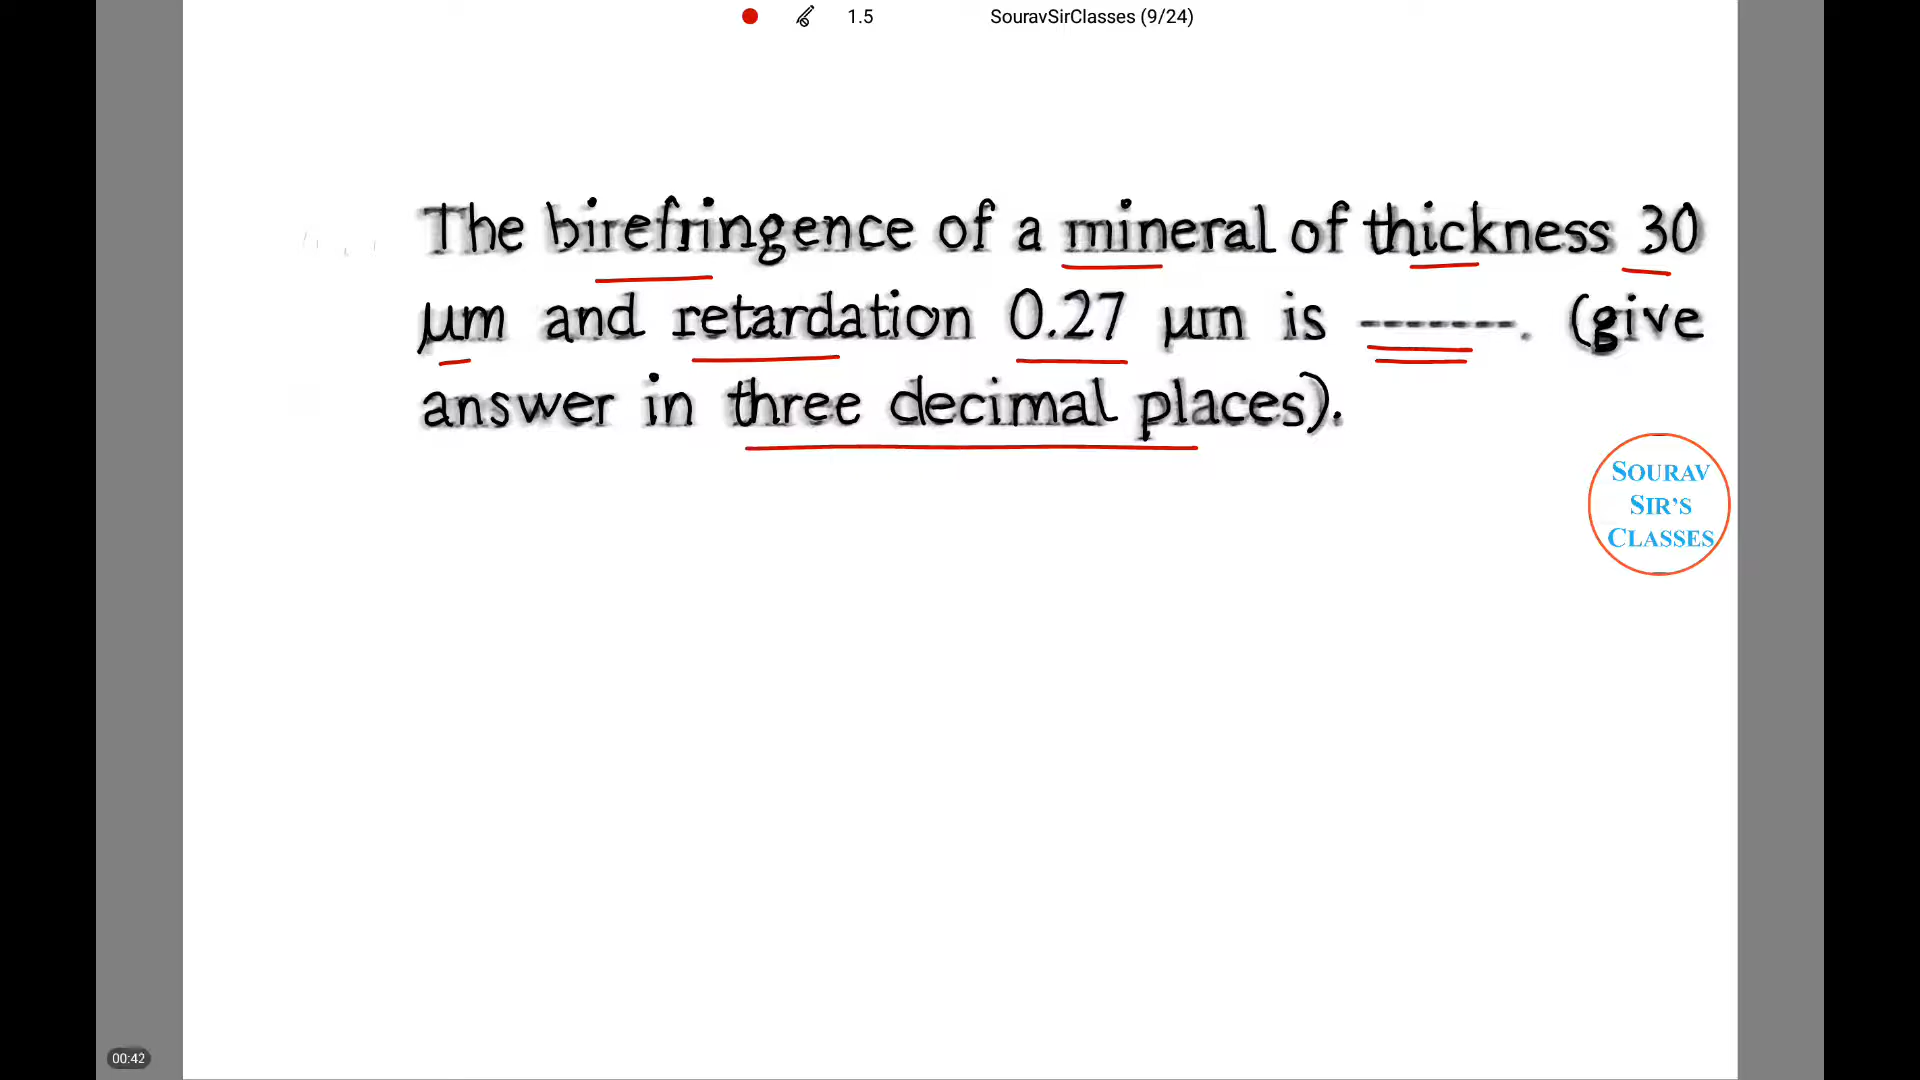 1.5 SouravSirClasses (9/24)
The birefringence of a mineral of thickness 30
µm and retardation 0.27 µm is -------. (give
answer in three decimal places).
SOURAV
SIR'S
CLASSES
00:42